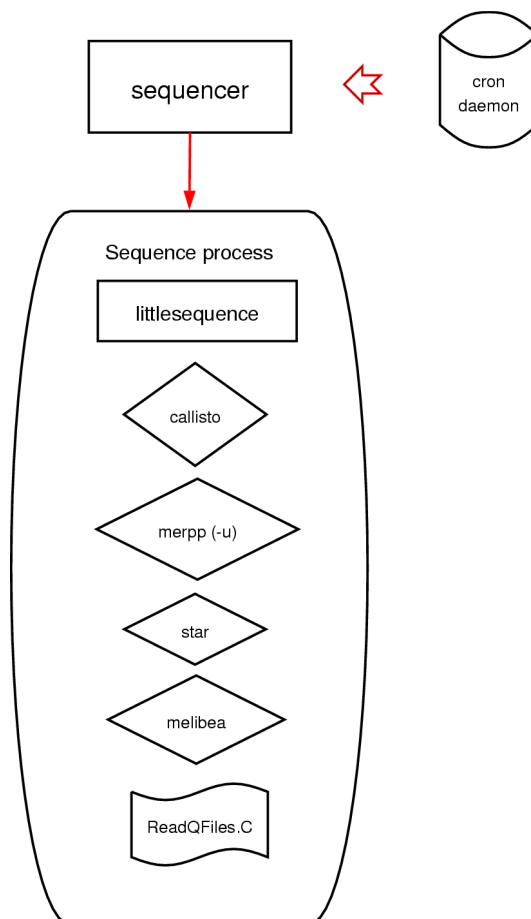 sequencer
cron
daemon
Sequence process
littlesequence
callisto
merpp (-u)
star
melibea
ReadQFiles.C